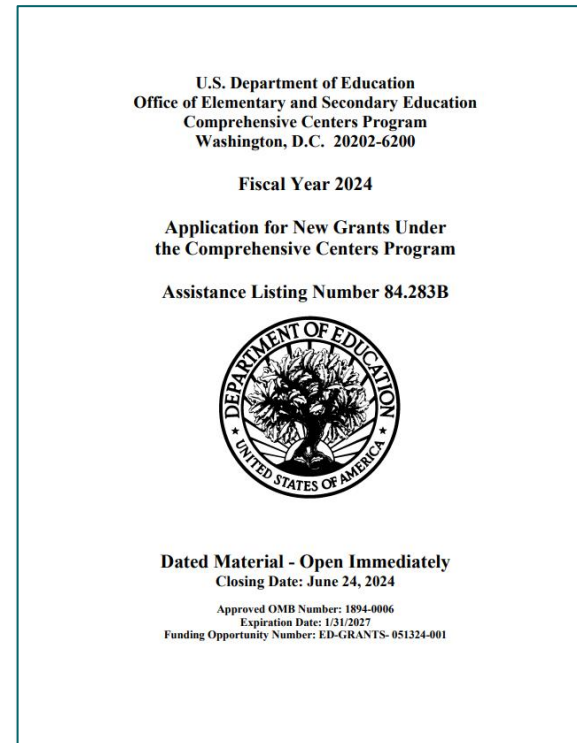 U.S. Department of Education
Office of Elementary and Secondary Education
Comprehensive Centers Program
Washington, D.C. 20202-6200
Fiscal Year 2024
Application for New Grants Under
the Comprehensive Centers Program
Assistance Listing Number 84.283B
DEPARTMENT OF EDUCATION
★ UNITED STATES OF AMERICA ★
Dated Material - Open Immediately
Closing Date: June 24, 2024
Approved OMB Number: 1894-0006
Expiration Date: 1/31/2027
Funding Opportunity Number: ED-GRANTS- 051324-001